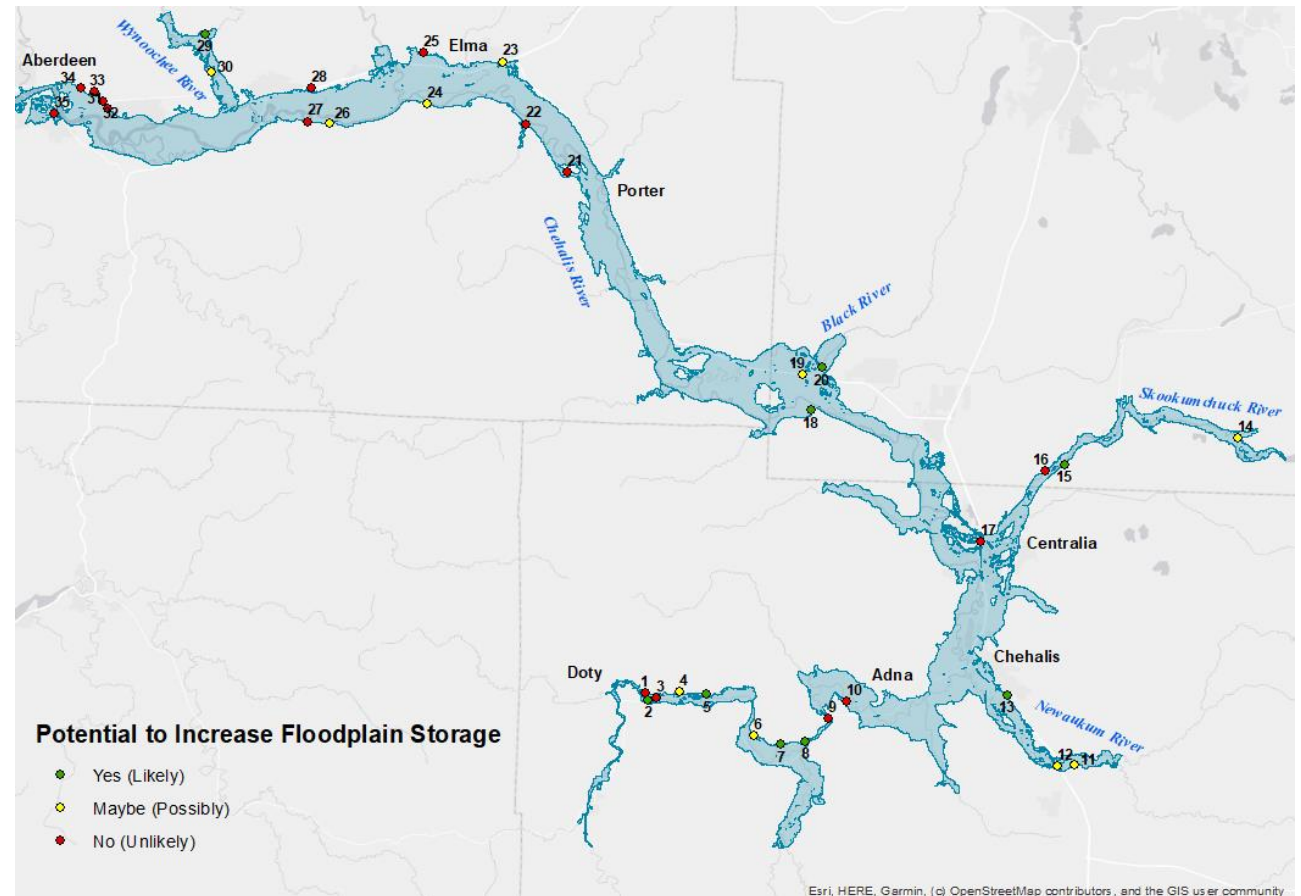 Aberdeen
Wynoochee River
29
30
34
33
31
32
35
28
27
26
25
Elma
23
24
22
21
Porter
Chehalis River
Black River
19
20
18
Skookumchuck River
14
16
15
17
Centralia
Chehalis
Doty
1
2
3
4
5
6
7
8
9
10
Adna
13
Newaukum River
12
11
Potential to Increase Floodplain Storage
Yes (Likely)
Maybe (Possibly)
No (Unlikely)
Esri, HERE, Garmin, (c) OpenStreetMap contributors, and the GIS user community